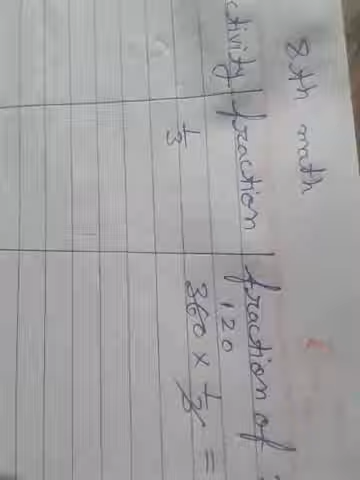 8th math
ctivity fraction fraction of
120
1/3 360 × 1/3 =